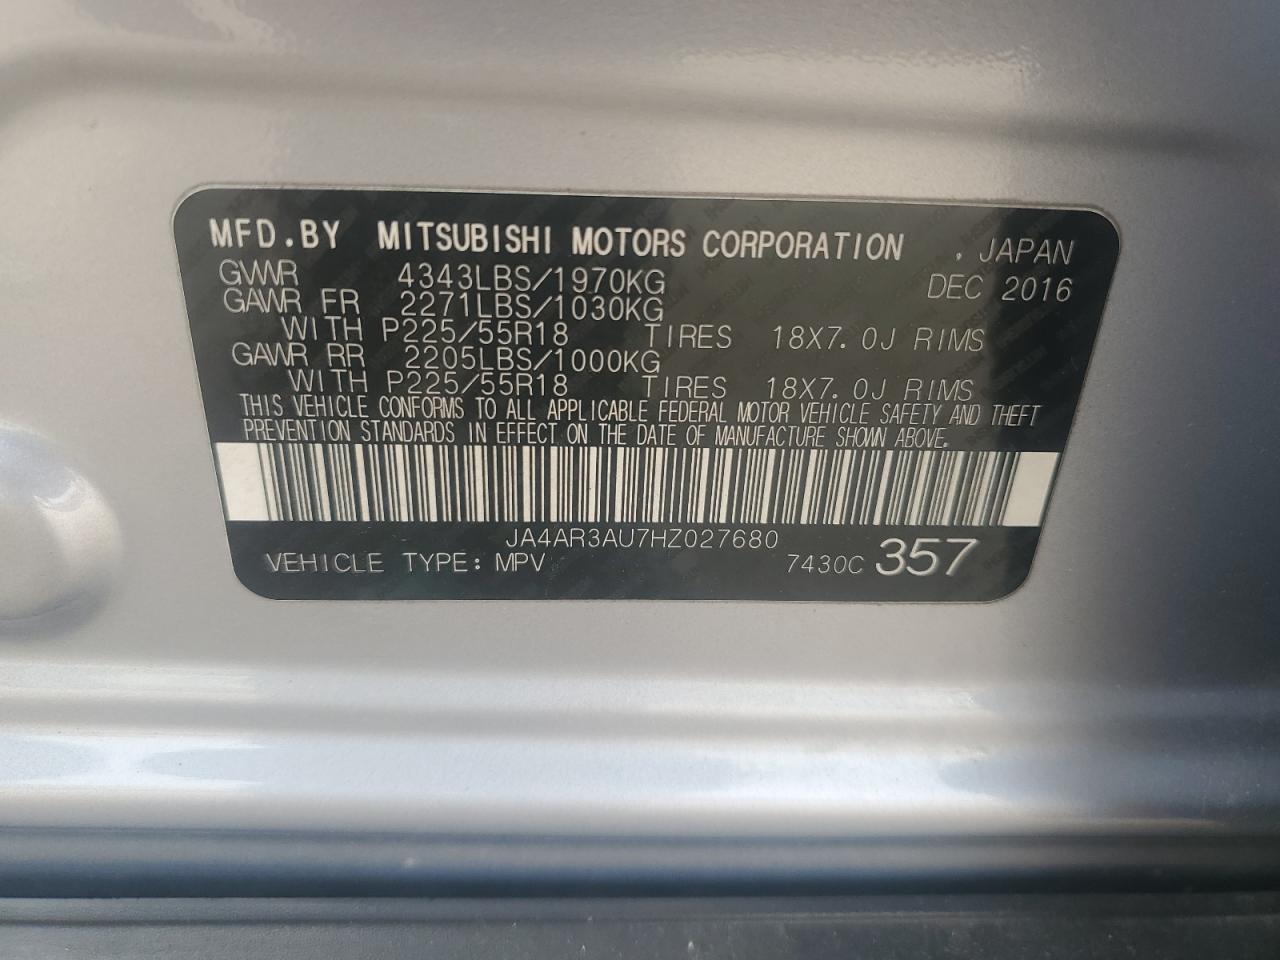 MFD.BY MITSUBISHI MOTORS CORPORATION , JAPAN
GVWR 4343LBS/1970KG DEC 2016
GAWR FR 2271LBS/1030KG
WITH P225/55R18 TIRES 18X7.0J RIMS
GAWR RR 2205LBS/1000KG
WITH P225/55R18 TIRES 18X7.0J RIMS
THIS VEHICLE CONFORMS TO ALL APPLICABLE FEDERAL MOTOR VEHICLE SAFETY AND THEFT
PREVENTION STANDARDS IN EFFECT ON THE DATE OF MANUFACTURE SHOWN ABOVE.
JA4AR3AU7HZ027680
VEHICLE TYPE: MPV 7430C 357